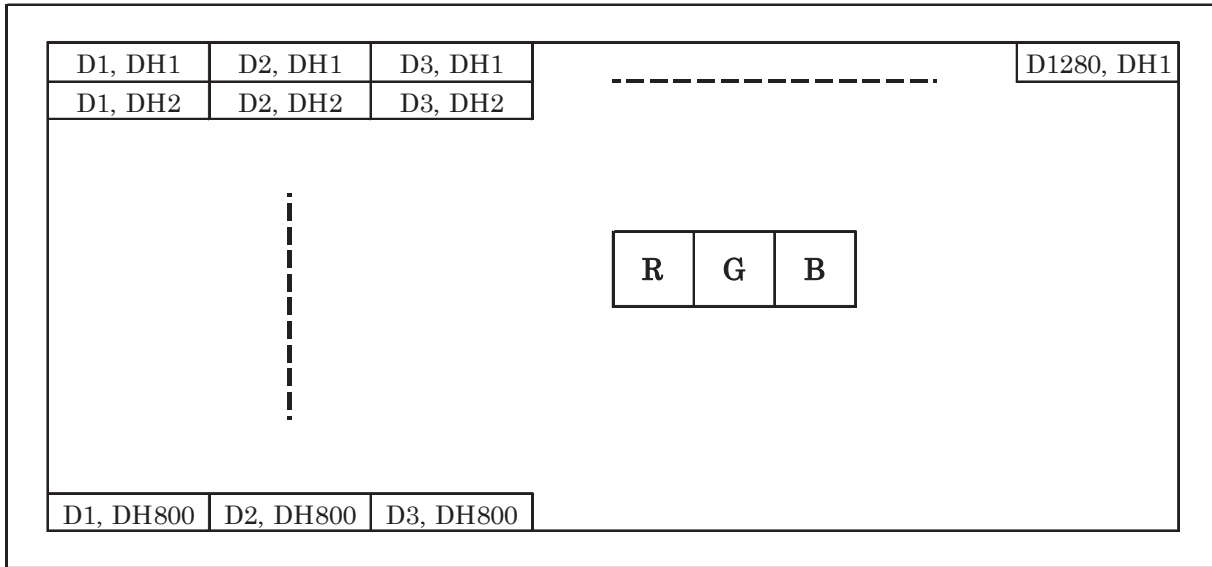 D1, DH1 D2, DH1 D3, DH1 D1280, DH1
D1, DH2 D2, DH2 D3, DH2
R G B
D1, DH800 D2, DH800 D3, DH800